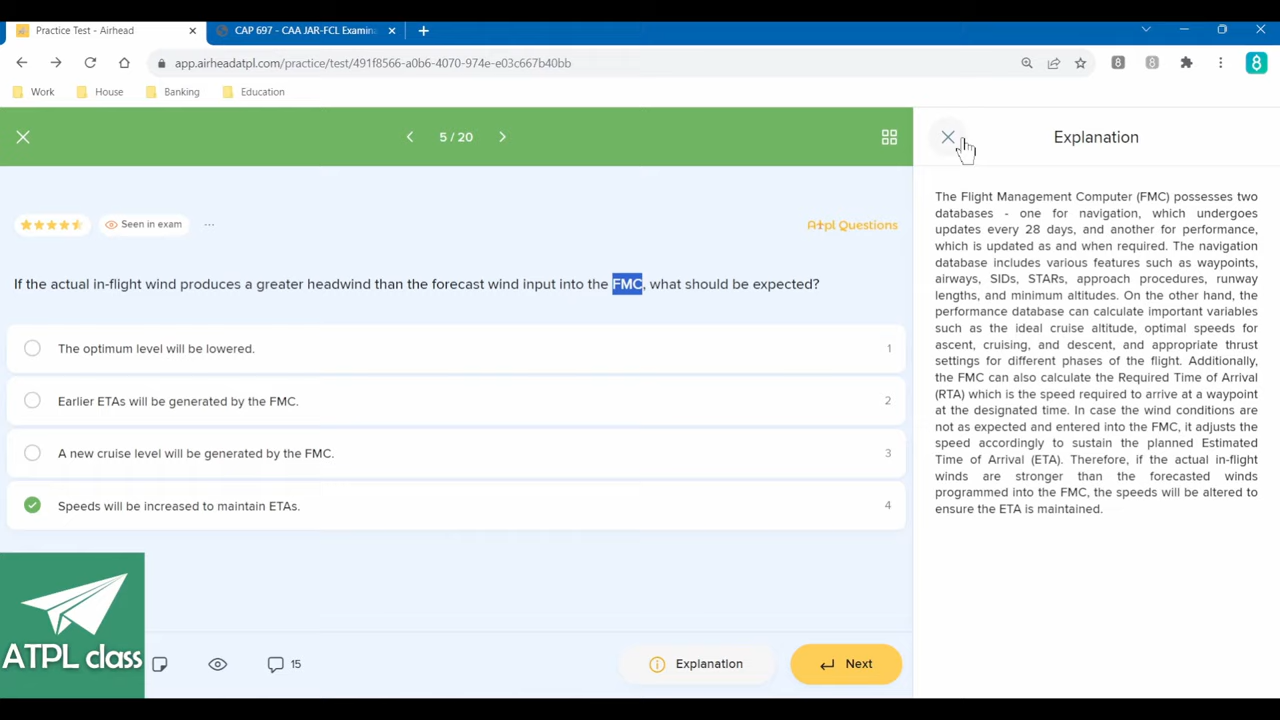 Practice Test - Airhead
CAP 697 - CAA JAR-FCL Examin
app.airheadatpl.com/practice/test/491f8566-a0b6-4070-974e-e03c667b40bb
Work
House
Banking
Education
5 / 20
Seen in exam
Atpl Questions
If the actual in-flight wind produces a greater headwind than the forecast wind input into the FMC, what should be expected?
The optimum level will be lowered. 1
Earlier ETAs will be generated by the FMC. 2
A new cruise level will be generated by the FMC. 3
Speeds will be increased to maintain ETAs. 4
ATPL class
15
Explanation
Next
Explanation
The Flight Management Computer (FMC) possesses two
databases - one for navigation, which undergoes
updates every 28 days, and another for performance,
which is updated as and when required. The navigation
database includes various features such as waypoints,
airways, SIDs, STARs, approach procedures, runway
lengths, and minimum altitudes. On the other hand, the
performance database can calculate important variables
such as the ideal cruise altitude, optimal speeds for
ascent, cruising, and descent, and appropriate thrust
settings for different phases of the flight. Additionally,
the FMC can also calculate the Required Time of Arrival
(RTA) which is the speed required to arrive at a waypoint
at the designated time. In case the wind conditions are
not as expected and entered into the FMC, it adjusts the
speed accordingly to sustain the planned Estimated
Time of Arrival (ETA). Therefore, if the actual in-flight
winds are stronger than the forecasted winds
programmed into the FMC, the speeds will be altered to
ensure the ETA is maintained.